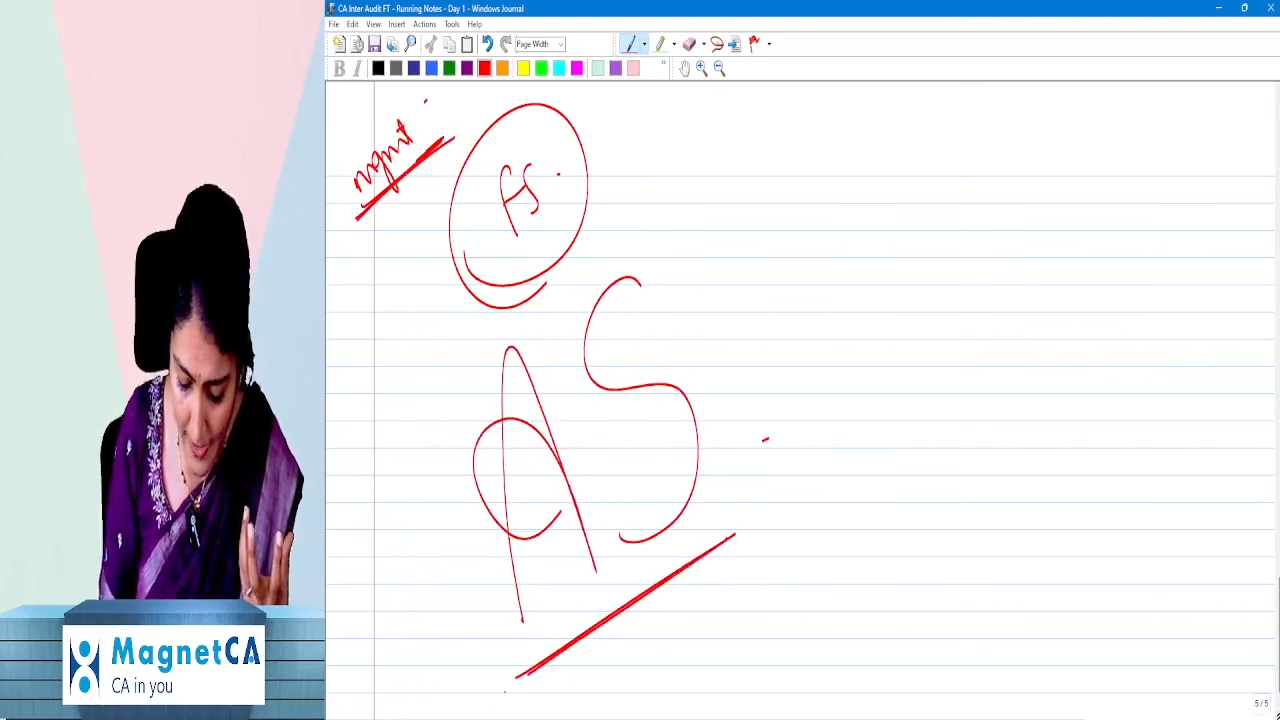 CA Inter Audit FT - Running Notes - Day 1 - Windows Journal
File Edit View Insert Actions Tools Help
Page Width
B I
mgmt
FS
AS
MagnetCA
CA in you
5 / 5